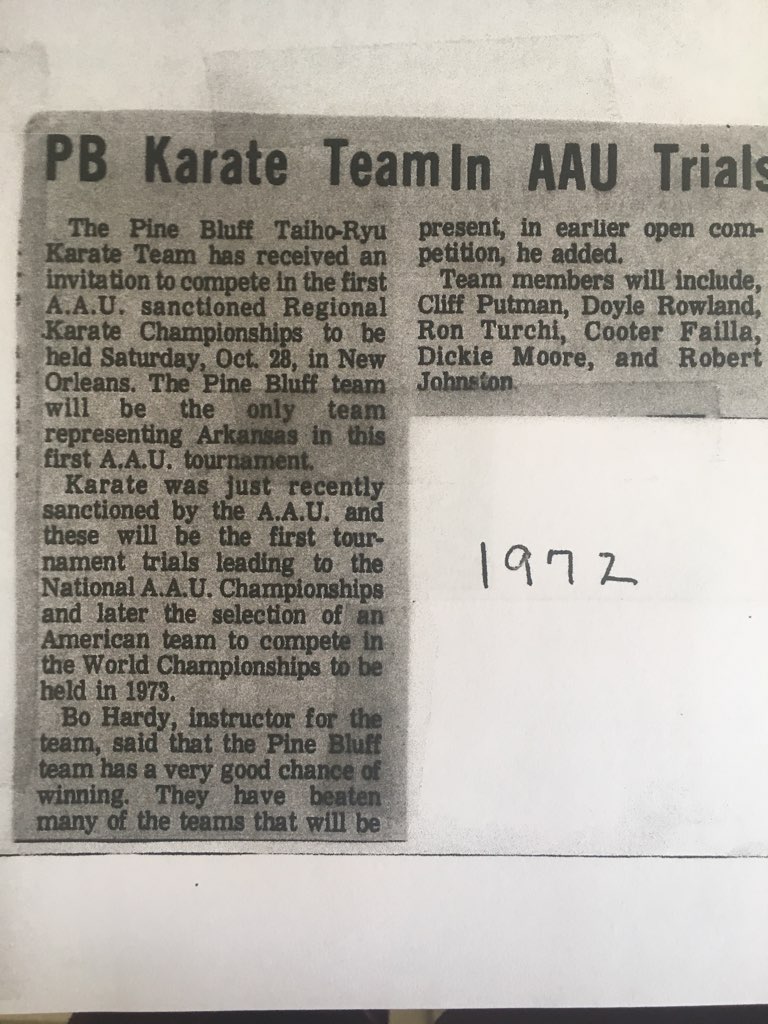 PB Karate Team In AAU Trials
The Pine Bluff Taiho-Ryu
Karate Team has received an
invitation to compete in the first
A.A.U. sanctioned Regional
Karate Championships to be
held Saturday, Oct. 28, in New
Orleans. The Pine Bluff team
will be the only team
representing Arkansas in this
first A.A.U. tournament.
Karate was just recently
sanctioned by the A.A.U. and
these will be the first tour-
nament trials leading to the
National A.A.U. Championships
and later the selection of an
American team to compete in
the World Championships to be
held in 1973.
Bo Hardy, instructor for the
team, said that the Pine Bluff
team has a very good chance of
winning. They have beaten
many of the teams that will be
present, in earlier open com-
petition, he added.
Team members will include,
Cliff Putman, Doyle Rowland,
Ron Turchi, Cooter Failla,
Dickie Moore, and Robert
Johnston
1972